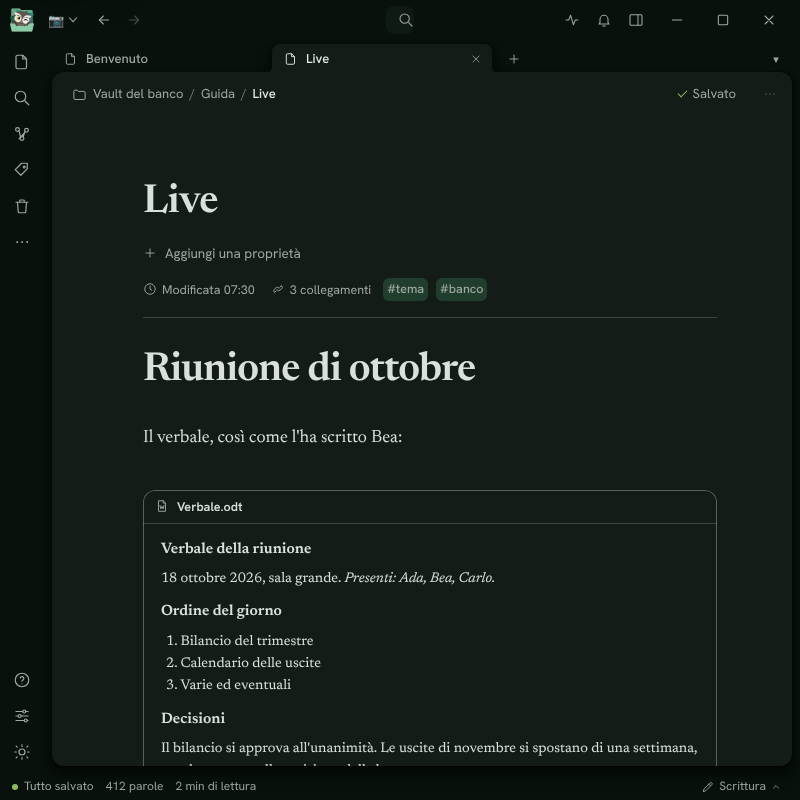 Benvenuto
Live
Vault del banco / Guida / Live
Salvato
Live
Aggiungi una proprietà
Modificata 07:30 3 collegamenti #tema #banco
Riunione di ottobre
Il verbale, così come l'ha scritto Bea:
Verbale.odt
Verbale della riunione
18 ottobre 2026, sala grande. Presenti: Ada, Bea, Carlo.
Ordine del giorno
1. Bilancio del trimestre
2. Calendario delle uscite
3. Varie ed eventuali
Decisioni
Il bilancio si approva all'unanimità. Le uscite di novembre si spostano di una settimana,
Tutto salvato 412 parole 2 min di lettura
Scrittura